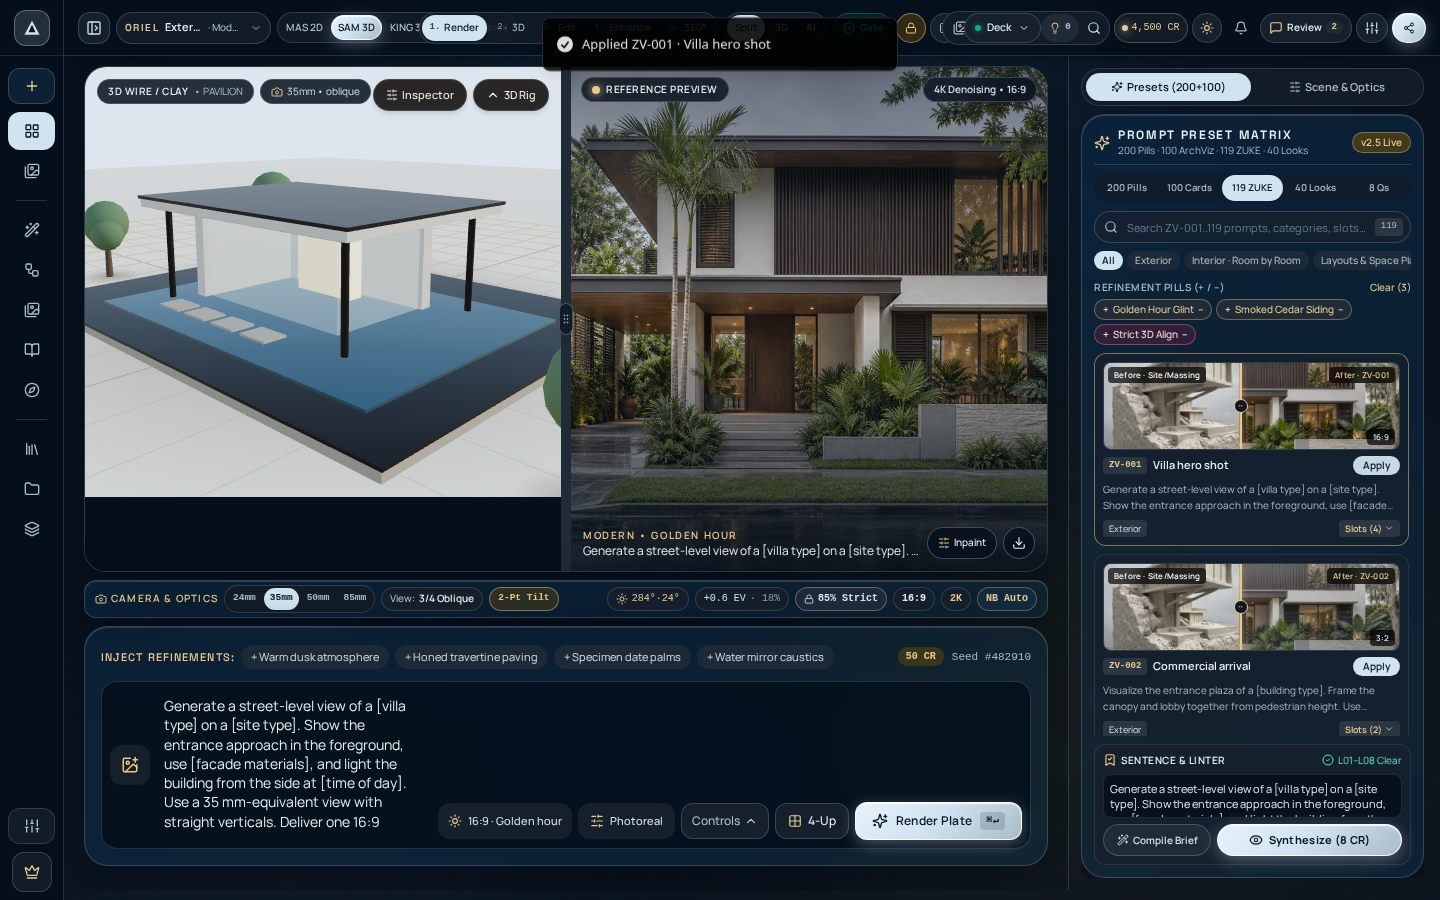 ORIEL Exter... · Mod...
MAS 2D SAM 3D KING 3 1. Render 2. 3D
Applied ZV-001 · Villa hero shot
Deck 0 4,500 CR Review 2
3D WIRE / CLAY • PAVILION 35mm • oblique Inspector 3D Rig
REFERENCE PREVIEW 4K Denoising • 16:9
MODERN • GOLDEN HOUR
Generate a street-level view of a [villa type] on a [site type]. ...
Inpaint
CAMERA & OPTICS 24mm 35mm 50mm 85mm View: 3/4 Oblique 2-Pt Tilt 284°·24° +0.6 EV · 18% 85% Strict 16:9 2K NB Auto
INJECT REFINEMENTS: + Warm dusk atmosphere + Honed travertine paving + Specimen date palms + Water mirror caustics 50 CR Seed #482910
Generate a street-level view of a [villa
type] on a [site type]. Show the
entrance approach in the foreground,
use [facade materials], and light the
building from the side at [time of day].
Use a 35 mm-equivalent view with
straight verticals. Deliver one 16:9
16:9 · Golden hour Photoreal Controls 4-Up Render Plate ⌘↵
Presets (200+100) Scene & Optics
PROMPT PRESET MATRIX
200 Pills · 100 ArchViz · 119 ZUKE · 40 Looks
v2.5 Live
200 Pills 100 Cards 119 ZUKE 40 Looks 8 Qs
Search ZV-001..119 prompts, categories, slots... 119
All Exterior Interior · Room by Room Layouts & Space Pla
REFINEMENT PILLS (+ / −) Clear (3)
+ Golden Hour Glint − + Smoked Cedar Siding −
+ Strict 3D Align −
Before · Site/Massing After · ZV-001
16:9
ZV-001 Villa hero shot Apply
Generate a street-level view of a [villa type] on a [site type].
Show the entrance approach in the foreground, use [facade...
Exterior Slots (4)
Before · Site/Massing After · ZV-002
3:2
ZV-002 Commercial arrival Apply
Visualize the entrance plaza of a [building type]. Frame the
canopy and lobby together from pedestrian height. Use...
Exterior Slots (2)
SENTENCE & LINTER L01–L08 Clear
Generate a street-level view of a [villa type] on a [site
type]. Show the entrance approach in the foreground,
Compile Brief Synthesize (8 CR)